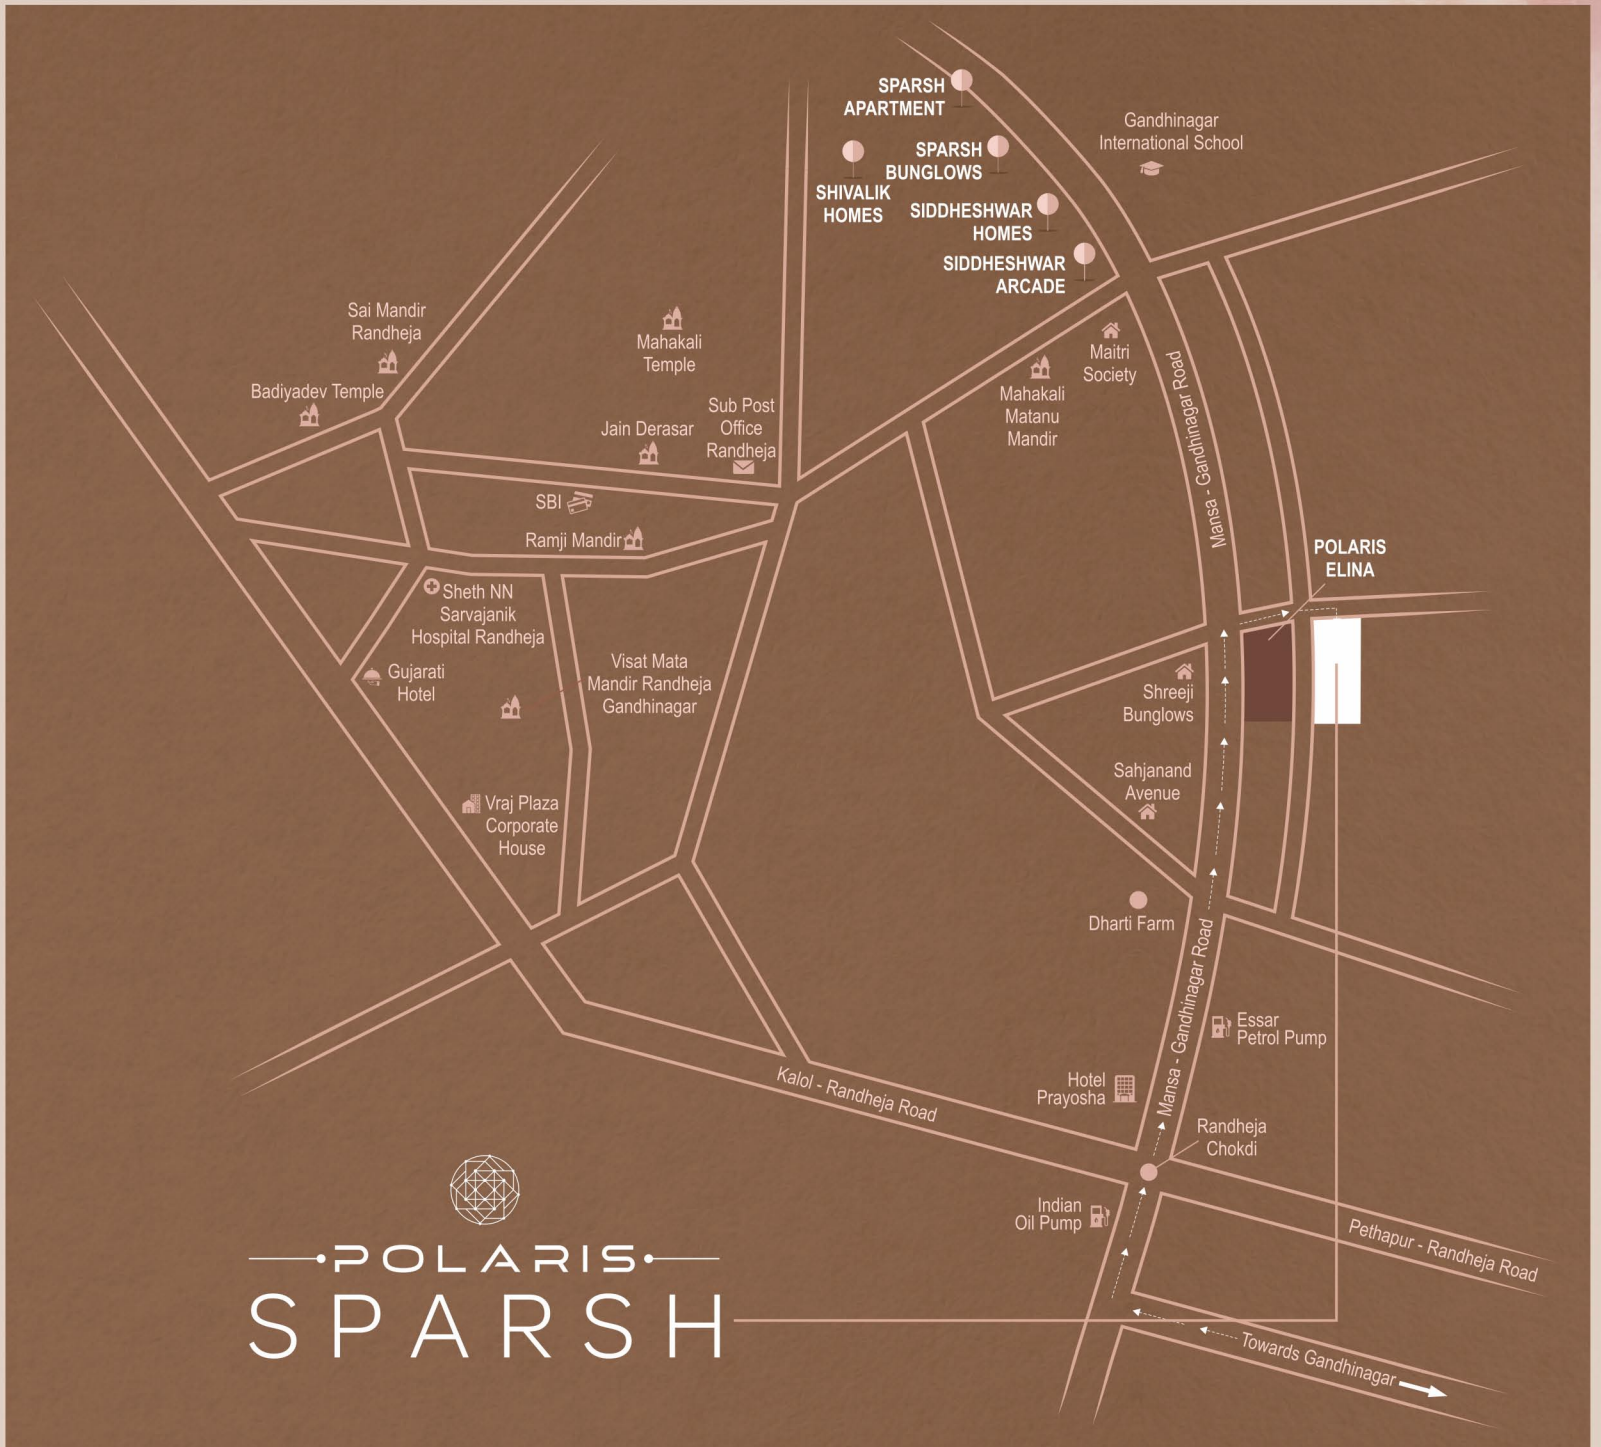 SPARSH
APARTMENT
SPARSH
BUNGLOWS
SHIVALIK
HOMES
SIDDHESHWAR
HOMES
SIDDHESHWAR
ARCADE
Gandhinagar
International School
Sai Mandir
Randheja
Badiyadev Temple
Mahakali
Temple
Jain Derasar
Sub Post
Office
Randheja
SBI
Ramji Mandir
Maitri
Society
Mahakali
Matanu
Mandir
Mansa - Gandhinagar Road
POLARIS
ELINA
Sheth NN
Sarvajanik
Hospital Randheja
Gujarati
Hotel
Visat Mata
Mandir Randheja
Gandhinagar
Shreeji
Bunglows
Sahjanand
Avenue
Vraj Plaza
Corporate
House
Dharti Farm
Mansa - Gandhinagar Road
Essar
Petrol Pump
Hotel
Prayosha
Kalol - Randheja Road
Randheja
Chokdi
Indian
Oil Pump
Pethapur - Randheja Road
Towards Gandhinagar
POLARIS
SPARSH